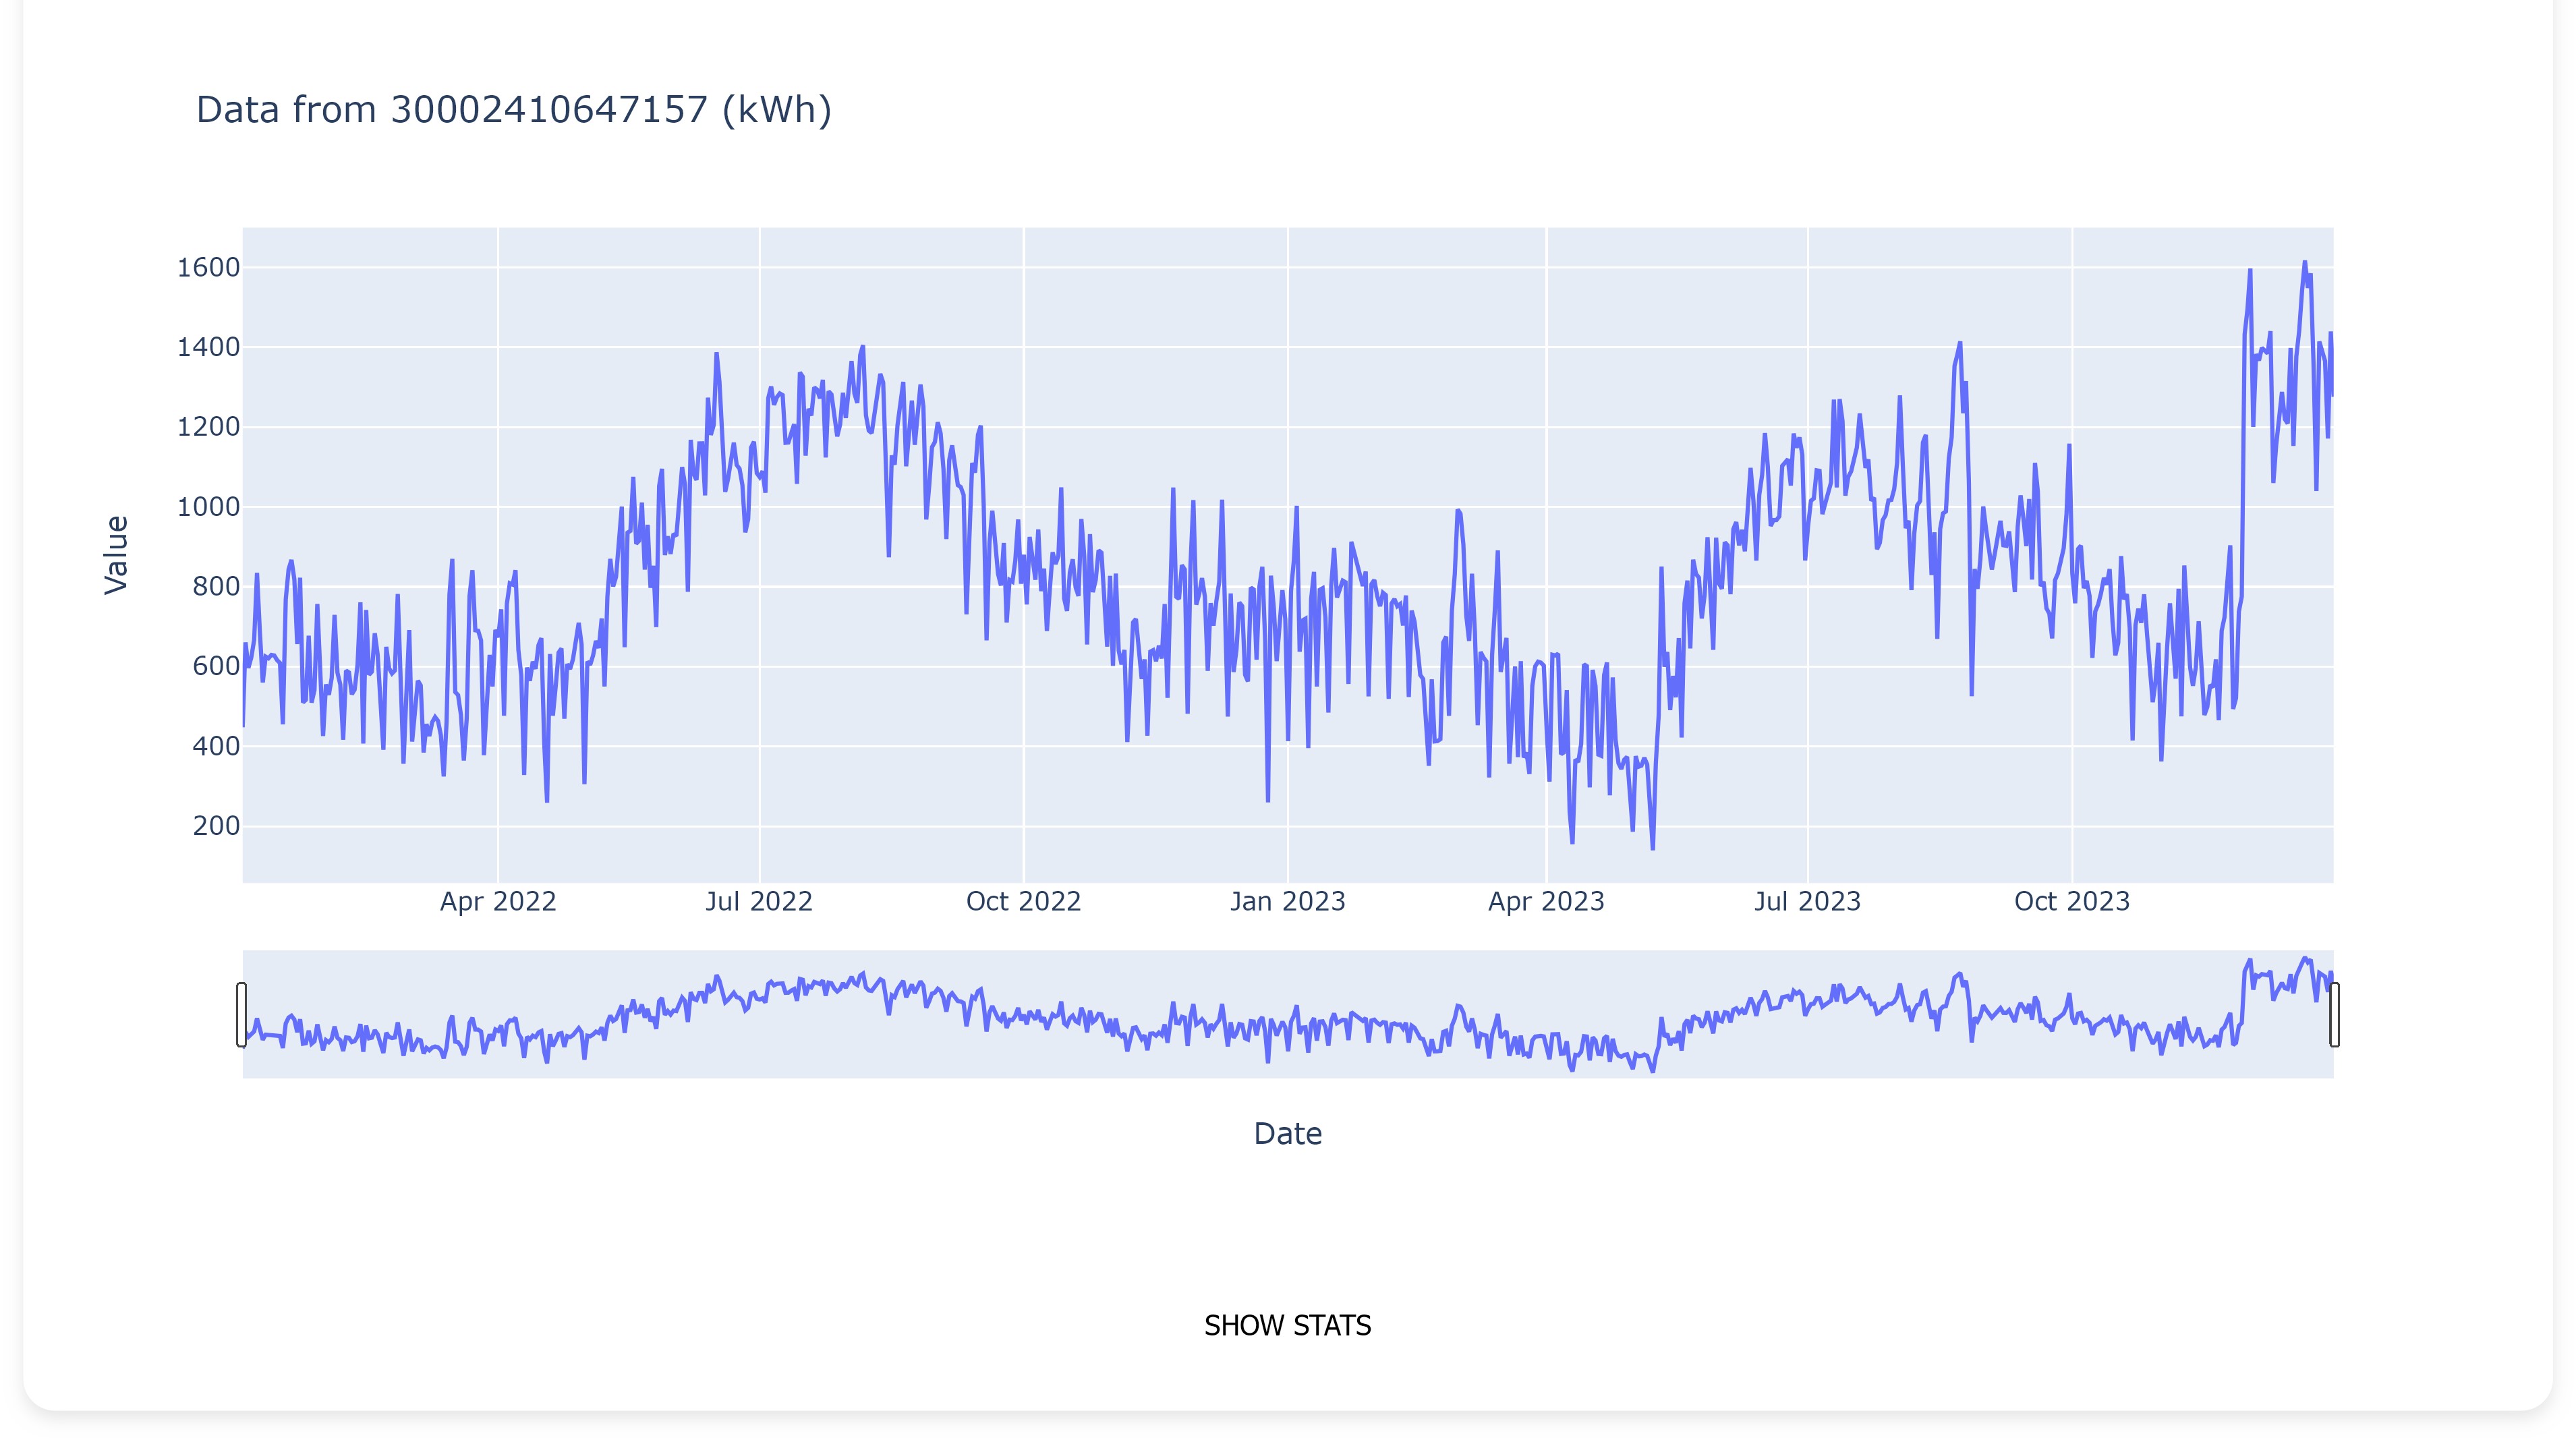 Data from 30002410647157 (kWh)
1600
1400
1200
1000
800
600
400
200
Value
Apr 2022
Jul 2022
Oct 2022
Jan 2023
Apr 2023
Jul 2023
Oct 2023
Date
SHOW STATS